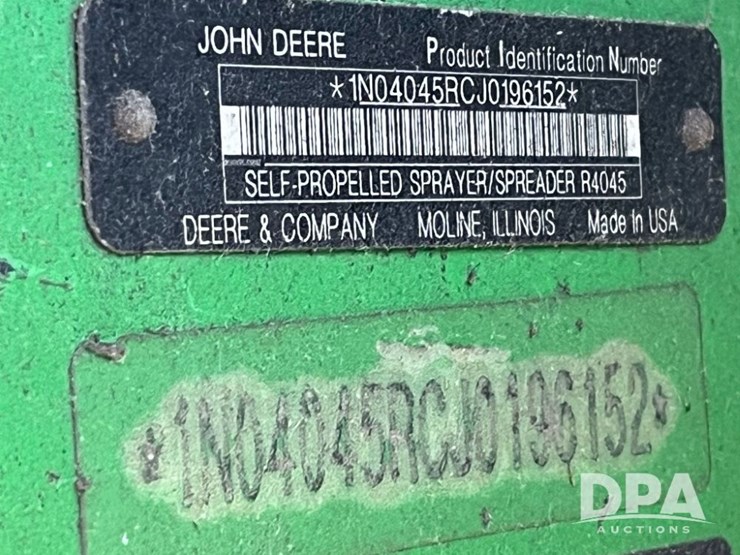 JOHN DEERE Product Identification Number
*1N04045RCJ0196152*
SELF-PROPELLED SPRAYER/SPREADER R4045
DEERE & COMPANY MOLINE, ILLINOIS Made In USA
*1N04045RCJ0196152*
DPA
AUCTIONS